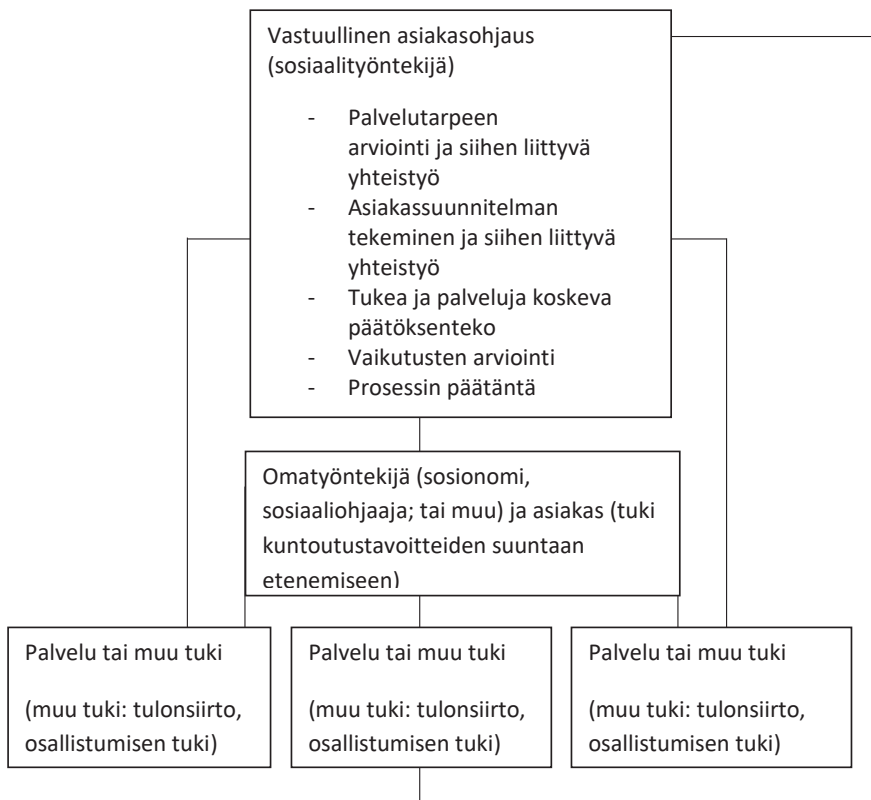 Vastuullinen asiakasohjaus
(sosiaalityöntekijä)
- Palvelutarpeen
arviointi ja siihen liittyvä
yhteistyö
- Asiakassuunnitelman
tekeminen ja siihen liittyvä
yhteistyö
- Tukea ja palveluja koskeva
päätöksenteko
- Vaikutusten arviointi
- Prosessin päätäntä
Omatyöntekijä (sosionomi,
sosiaaliohjaaja; tai muu) ja asiakas (tuki
kuntoutustavoitteiden suuntaan
etenemiseen)
Palvelu tai muu tuki
(muu tuki: tulonsiirto,
osallistumisen tuki)
Palvelu tai muu tuki
(muu tuki: tulonsiirto,
osallistumisen tuki)
Palvelu tai muu tuki
(muu tuki: tulonsiirto,
osallistumisen tuki)